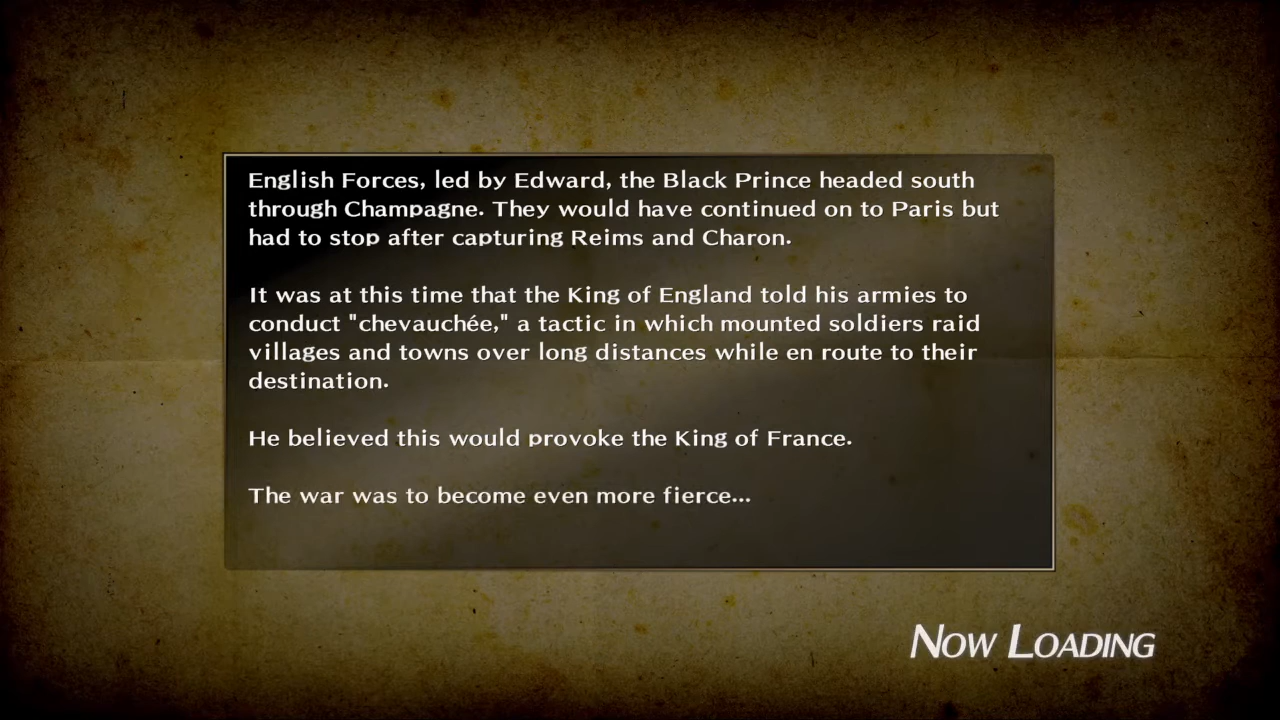 English Forces, led by Edward, the Black Prince headed south
through Champagne. They would have continued on to Paris but
had to stop after capturing Reims and Charon.
It was at this time that the King of England told his armies to
conduct "chevauchée," a tactic in which mounted soldiers raid
villages and towns over long distances while en route to their
destination.
He believed this would provoke the King of France.
The war was to become even more fierce...
Now Loading